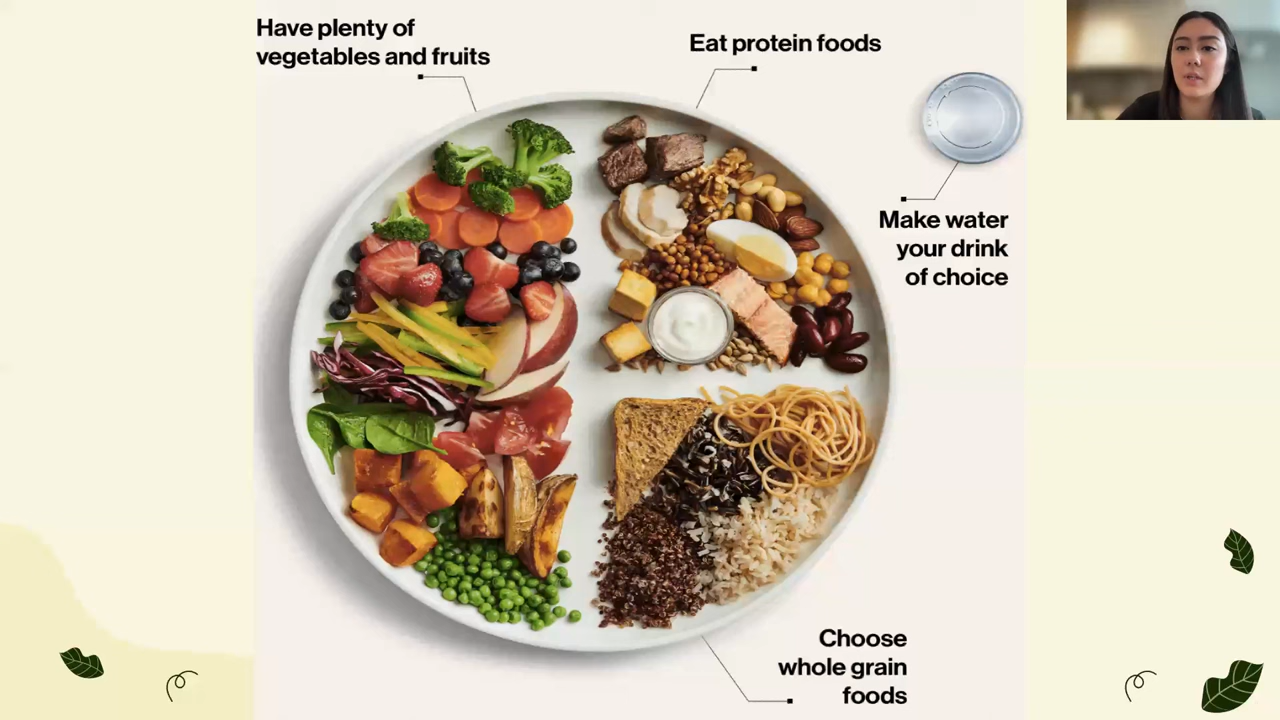 Have plenty of
vegetables and fruits
Eat protein foods
Make water
your drink
of choice
Choose
whole grain
foods